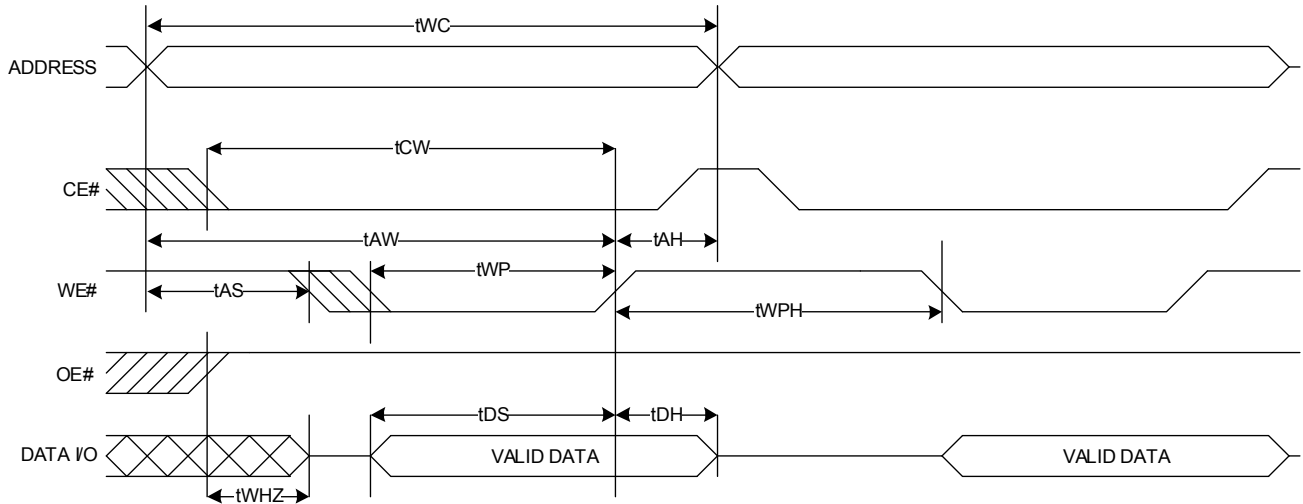 tWC
ADDRESS
tCW
CE#
tAW
tAH
tWP
WE#
tAS
tWPH
OE#
tDS
tDH
DATA I/O
VALID DATA
VALID DATA
tWHZ